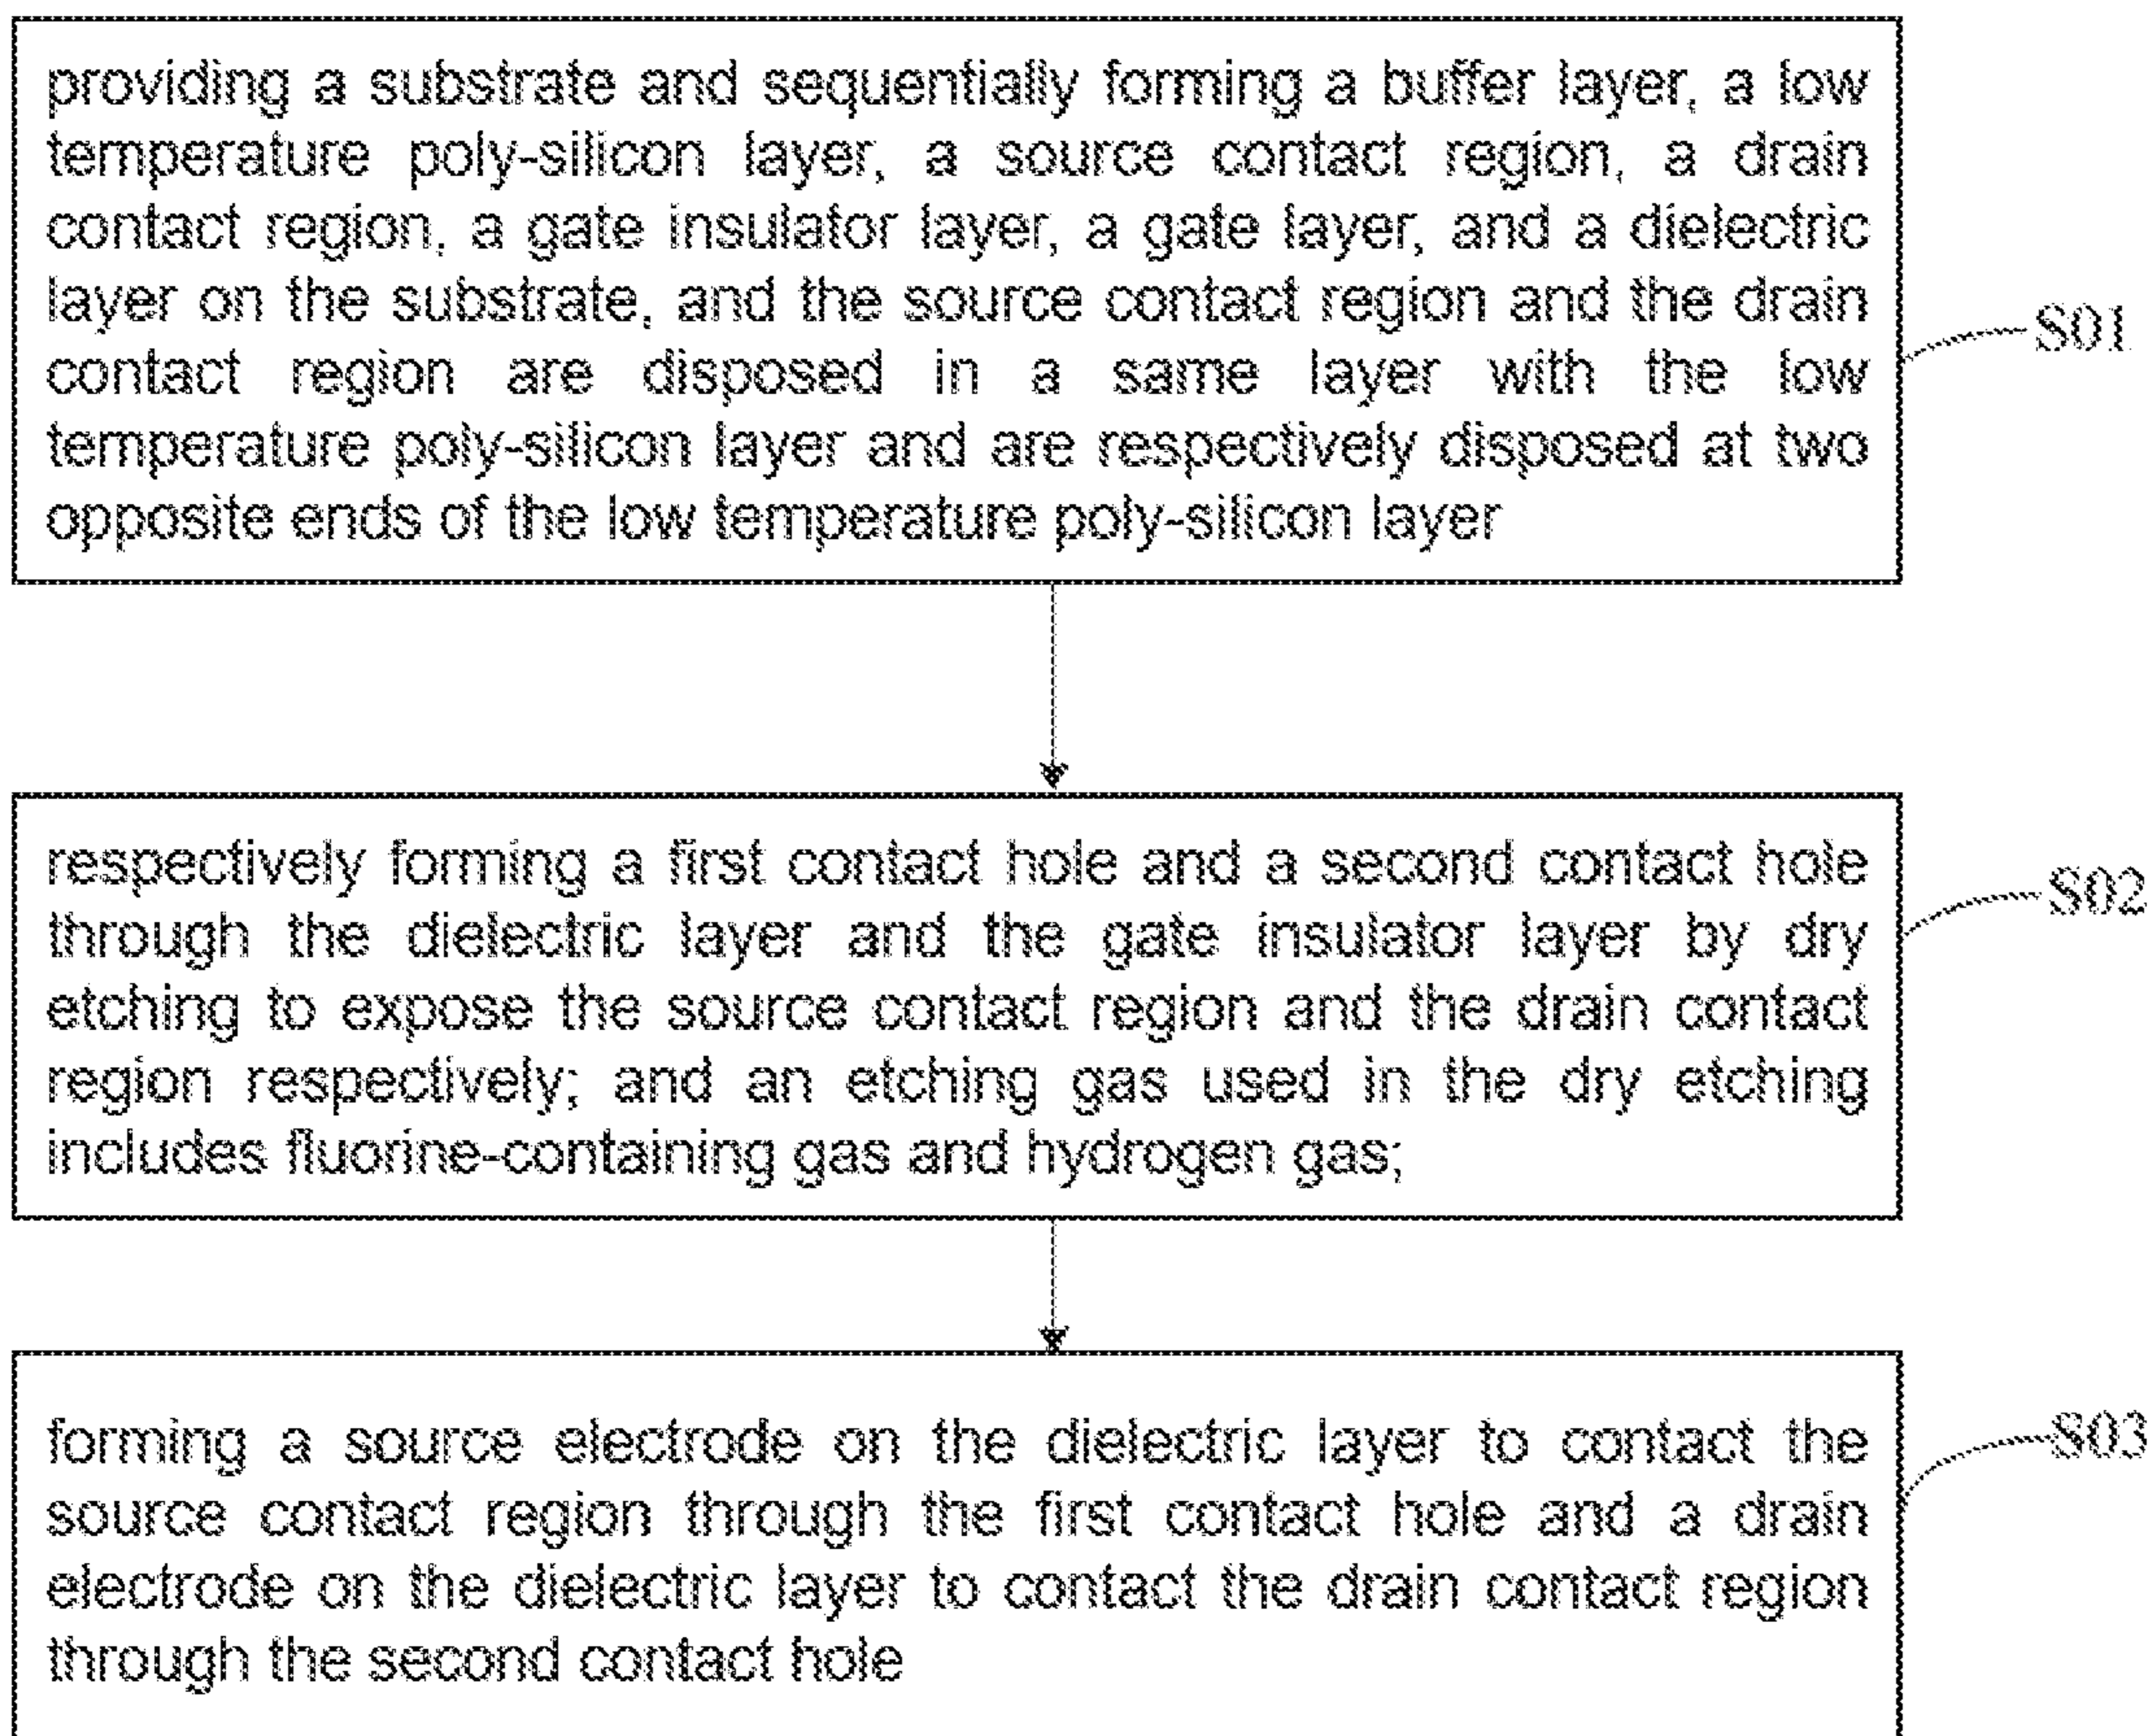 providing a substrate and sequentially forming a buffer layer, a low
temperature poly-silicon layer, a source contact region, a drain
contact region, a gate insulator layer, a gate layer, and a dielectric
layer on the substrate, and the source contact region and the drain
contact region are disposed in a same layer with the low
temperature poly-silicon layer and are respectively disposed at two
opposite ends of the low temperature poly-silicon layer
S01
respectively forming a first contact hole and a second contact hole
through the dielectric layer and the gate insulator layer by dry
etching to expose the source contact region and the drain contact
region respectively; and an etching gas used in the dry etching
includes fluorine-containing gas and hydrogen gas;
S02
forming a source electrode on the dielectric layer to contact the
source contact region through the first contact hole and a drain
electrode on the dielectric layer to contact the drain contact region
through the second contact hole
S03